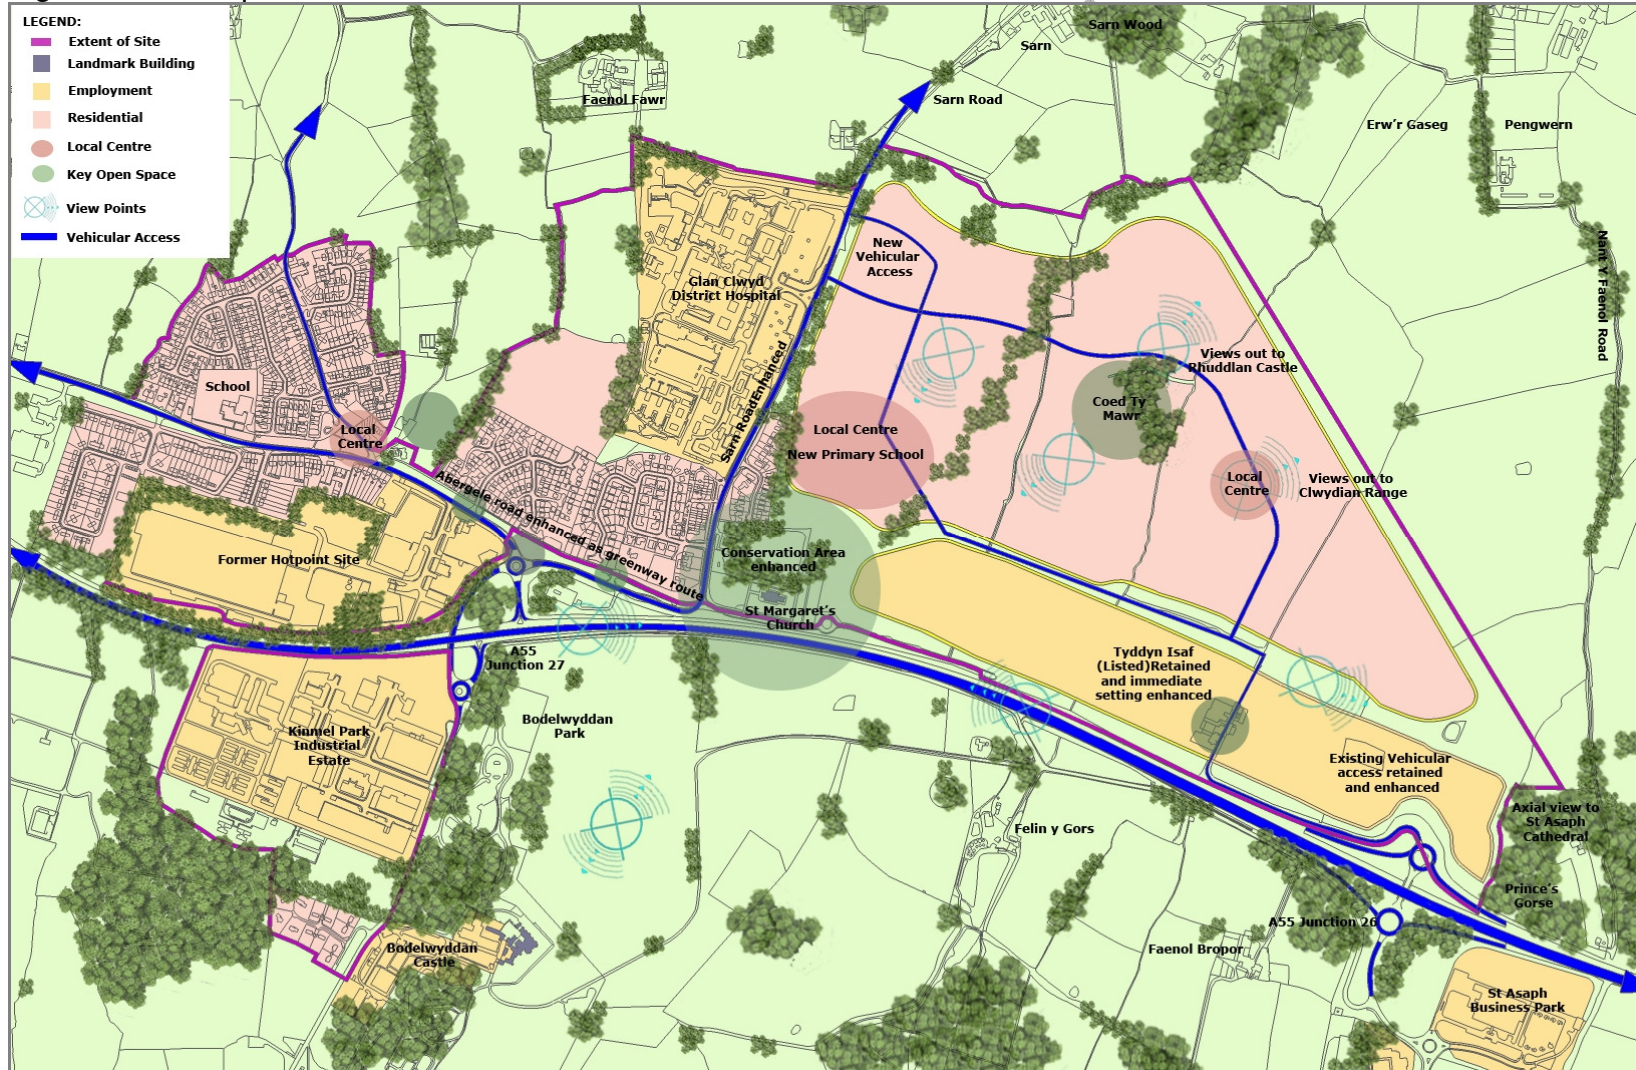 LEGEND:
Extent of Site
Landmark Building
Employment
Residential
Local Centre
Key Open Space
View Points
Vehicular Access
Sarn Wood
Sarn
Sarn Road
Faenol Fawr
Erw'r Gaseg
Pengwern
Nant Y Faenol Road
New
Vehicular
Access
Glan Clwyd
District Hospital
Sarn RoadEnhanced
Views out to
Rhuddlan Castle
School
Coed Ty
Mawr
Local
Centre
Local Centre
New Primary School
Local
Centre
Views out to
Clwydian Range
Abergele road enhanced as greenway route
Former Hotpoint Site
Conservation Area
enhanced
St Margaret's
Church
A55
Junction 27
Tyddyn Isaf
(Listed)Retained
and immediate
setting enhanced
Bodelwyddan
Park
Kinmel Park
Industrial
Estate
Existing Vehicular
access retained
and enhanced
Axial view to
St Asaph
Cathedral
Felin y Gors
Prince's
Gorse
A55 Junction 26
Bodelwyddan
Castle
Faenol Bropor
St Asaph
Business Park